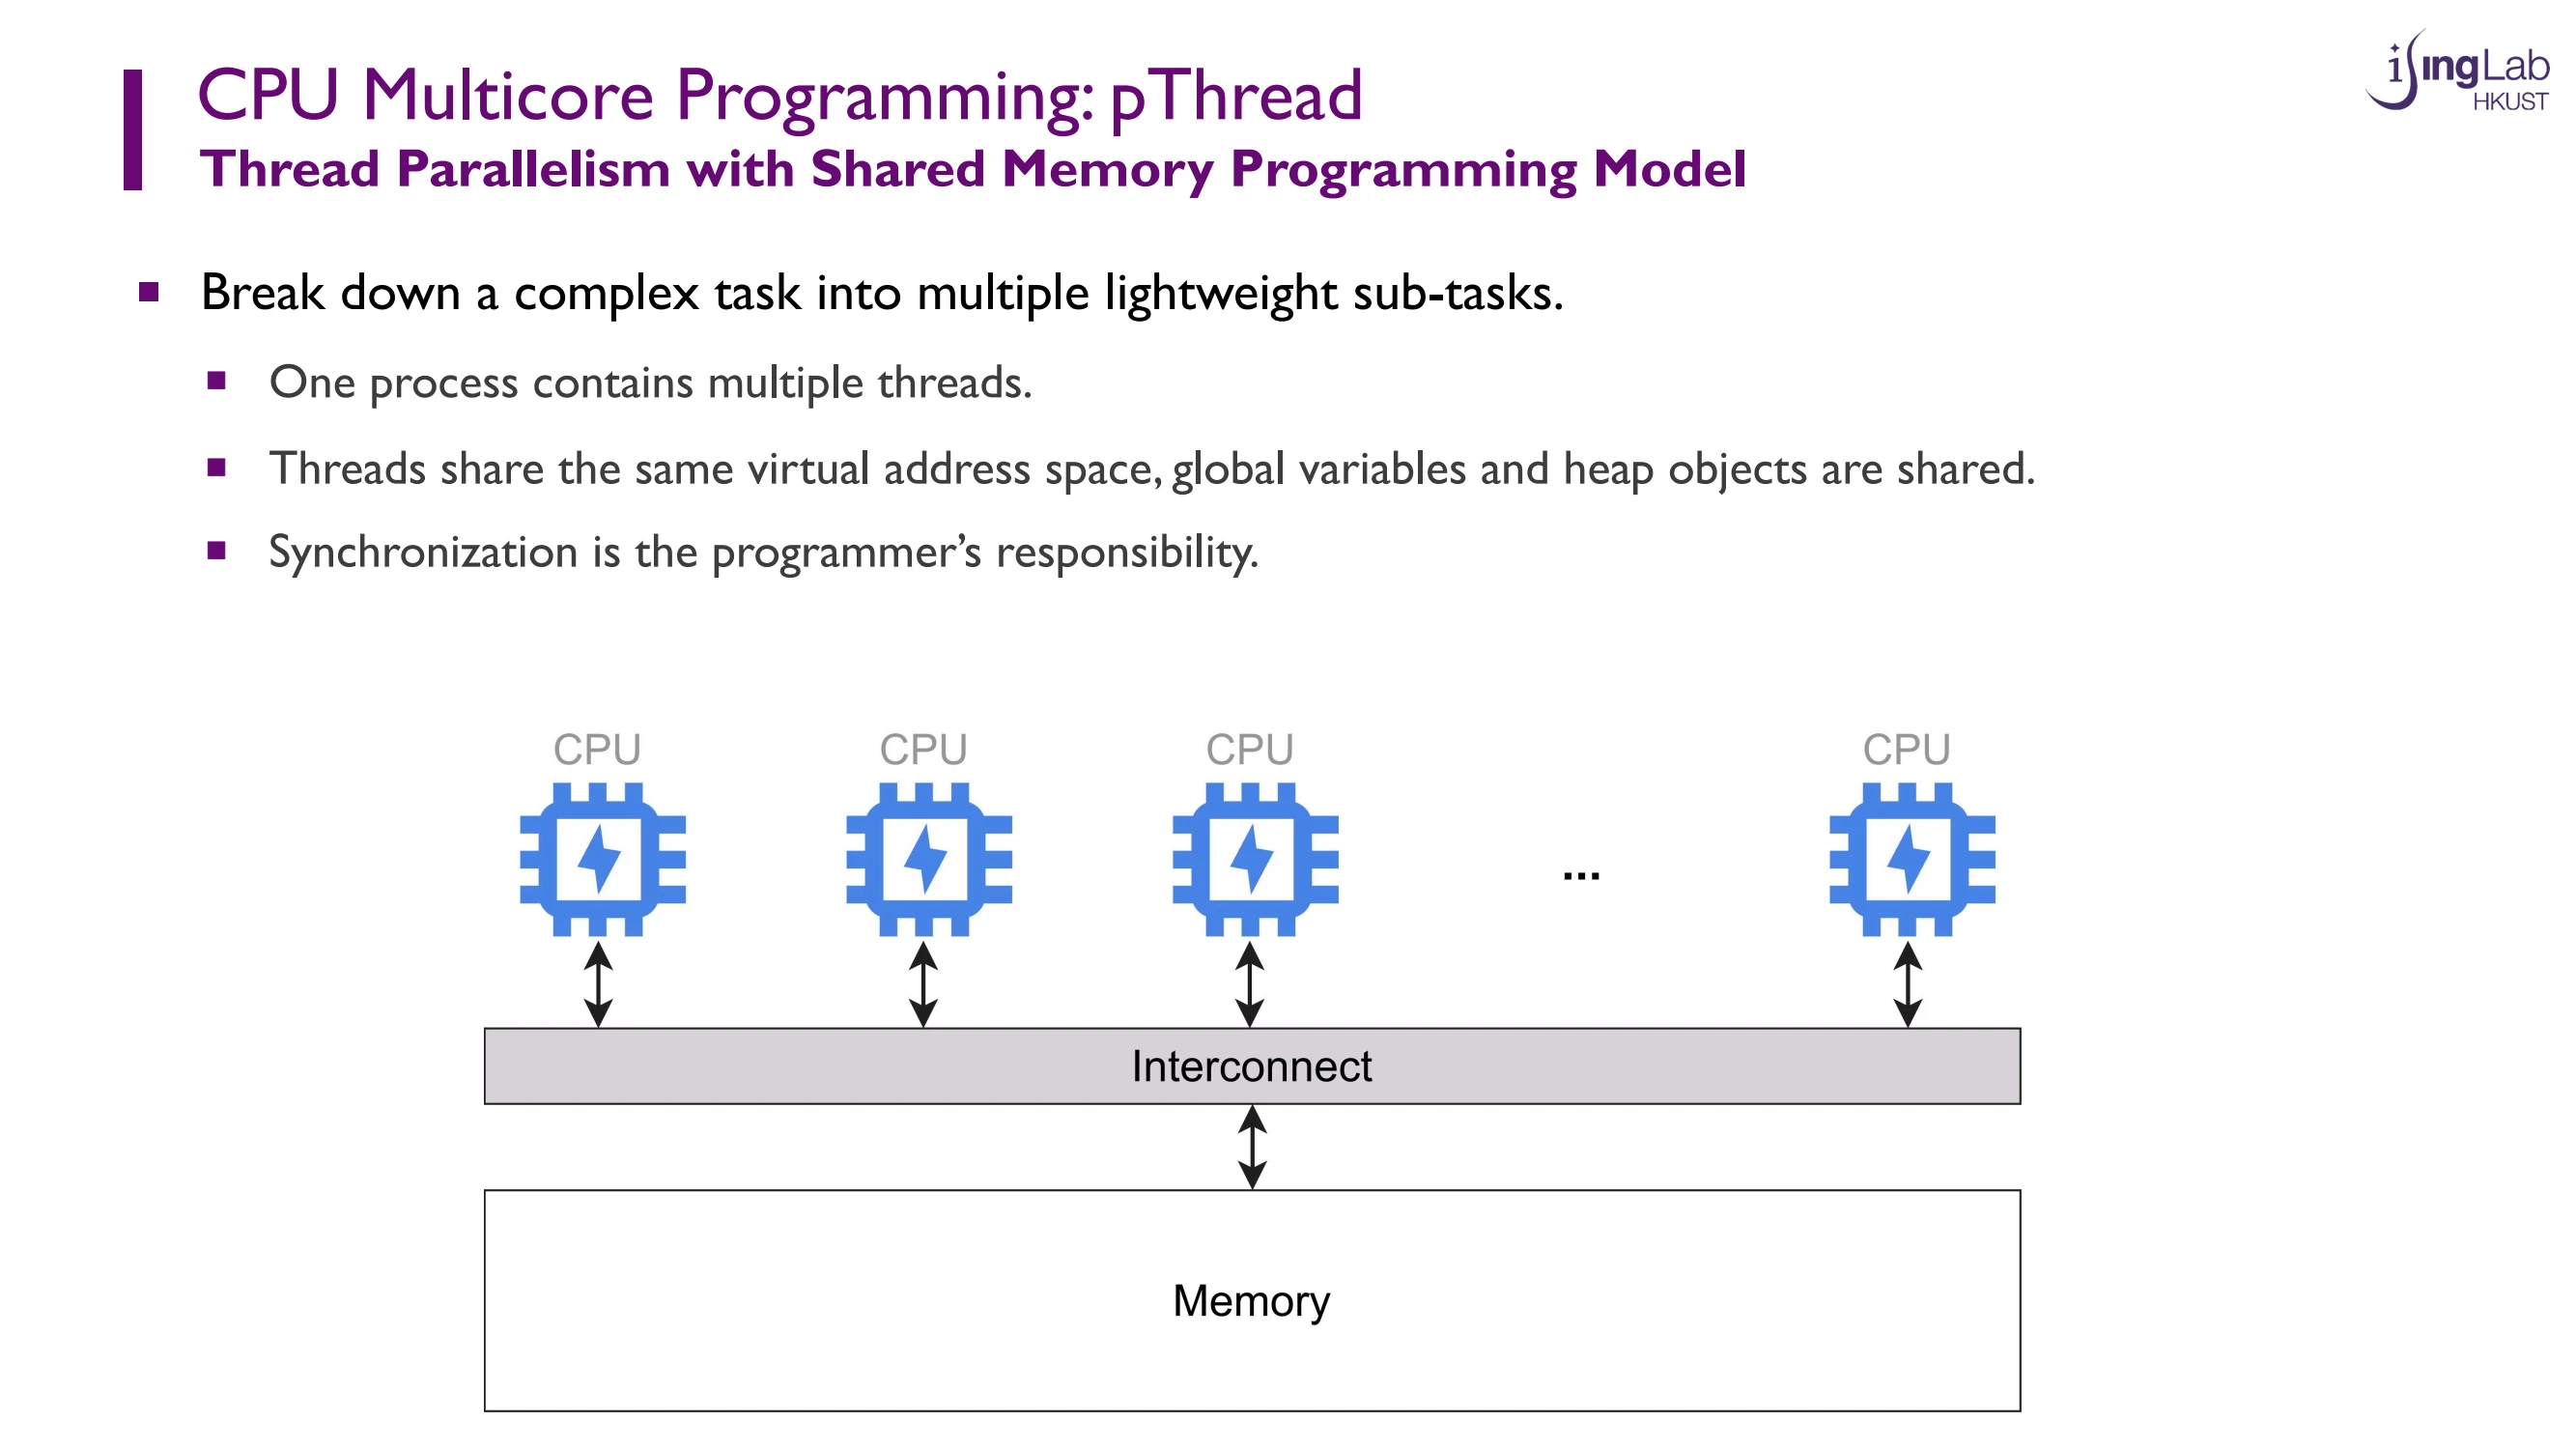 CPU Multicore Programming: pThread
Thread Parallelism with Shared Memory Programming Model
iSingLab
HKUST
Break down a complex task into multiple lightweight sub-tasks.
One process contains multiple threads.
Threads share the same virtual address space, global variables and heap objects are shared.
Synchronization is the programmer’s responsibility.
CPU CPU CPU CPU
...
Interconnect
Memory